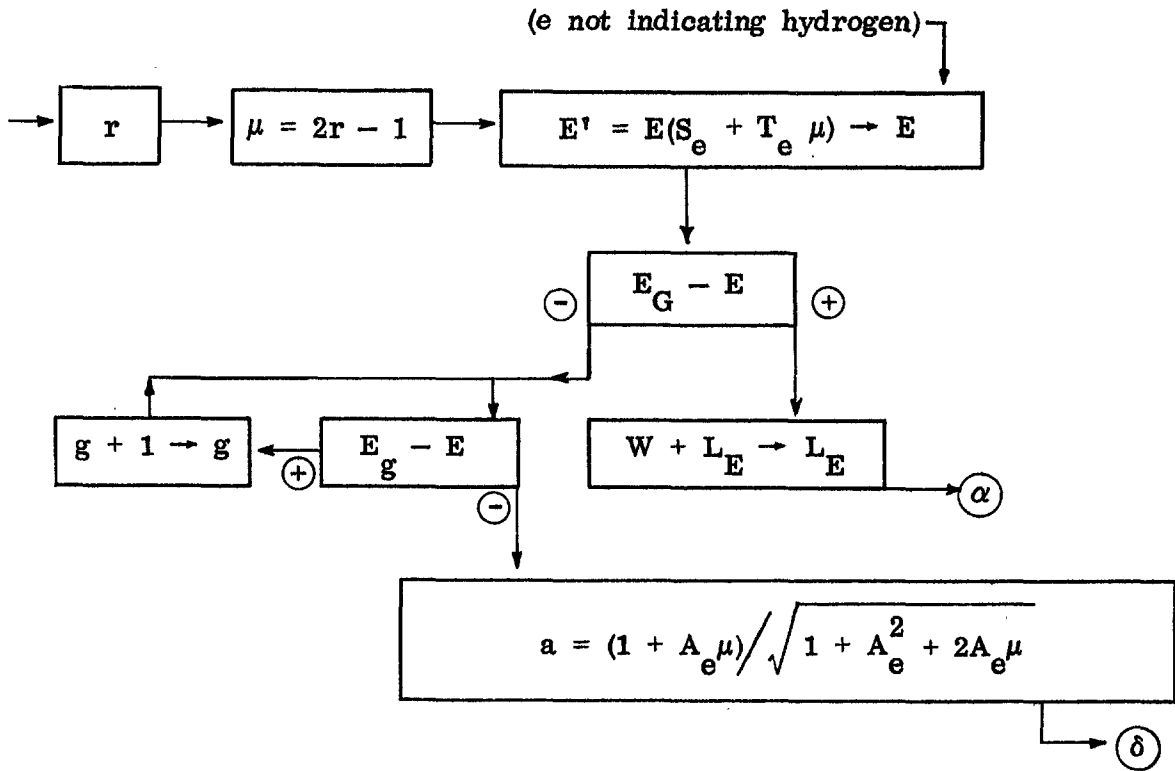 (e not indicating hydrogen)
r
μ = 2r − 1
E' = E(S_e + T_e μ) → E
E_G − E
−
+
g + 1 → g
E_g − E
W + L_E → L_E
+
−
α
a = (1 + A_e μ)/√(1 + A_e^2 + 2A_e μ)
δ